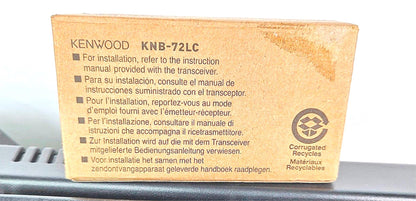 KENWOOD KNB-72LC
■ For installation, refer to the instruction
manual provided with the transceiver.
■ Para su instalación, consulte el manual de
instrucciones suministrado con el transceptor.
■ Pour l'installation, reportez-vous au mode
d'emploi fourni avec l'émetteur-récepteur.
■ Per l'installazione, consultare il manuale di
istruzioni che accompagna il ricetrasmettitore.
■ Zur Installation wird auf die mit dem Transceiver
mitgelieferte Bedienungsanleitung verwiesen.
■ Voor installatie het samen met het
zendontvangapparaat geleverde handboek raadplegen.
Corrugated
Recycles
Matériaux
Recyclables